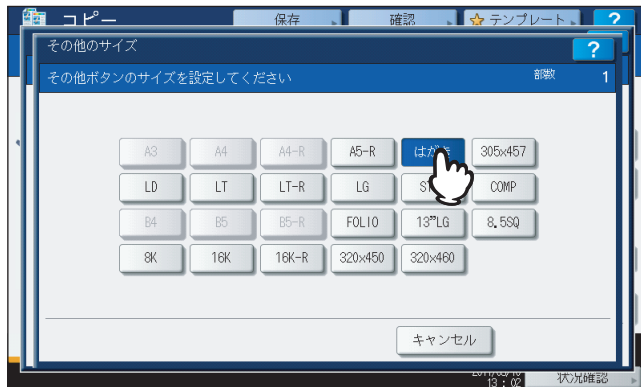 コピー 保存 確認 テンプレート ?
その他のサイズ ?
その他ボタンのサイズを設定してください 部数 1
A3 A4 A4-R A5-R はがき 305x457
LD LT LT-R LG COMP
B4 B5 B5-R FOLIO 13"LG 8.5SQ
8K 16K 16K-R 320x450 320x460
キャンセル
13:02 状況確認